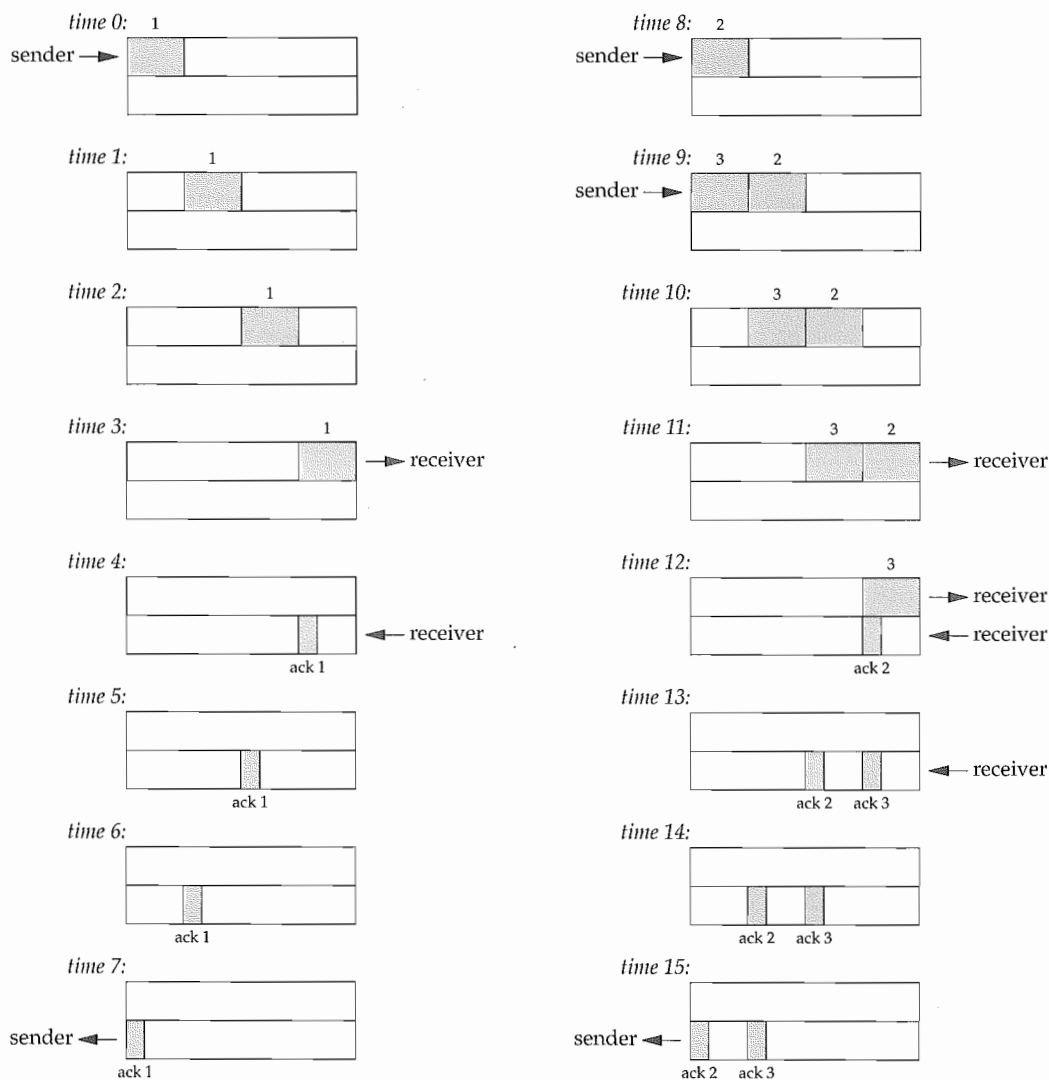 time 0: 1
sender
time 1: 1
time 2: 1
time 3: 1
receiver
time 4:
receiver
ack 1
time 5:
ack 1
time 6:
ack 1
time 7:
sender
ack 1
time 8: 2
sender
time 9: 3 2
sender
time 10: 3 2
time 11: 3 2
receiver
time 12: 3
receiver
receiver
ack 2
time 13:
receiver
ack 2 ack 3
time 14:
ack 2 ack 3
time 15:
sender
ack 2 ack 3